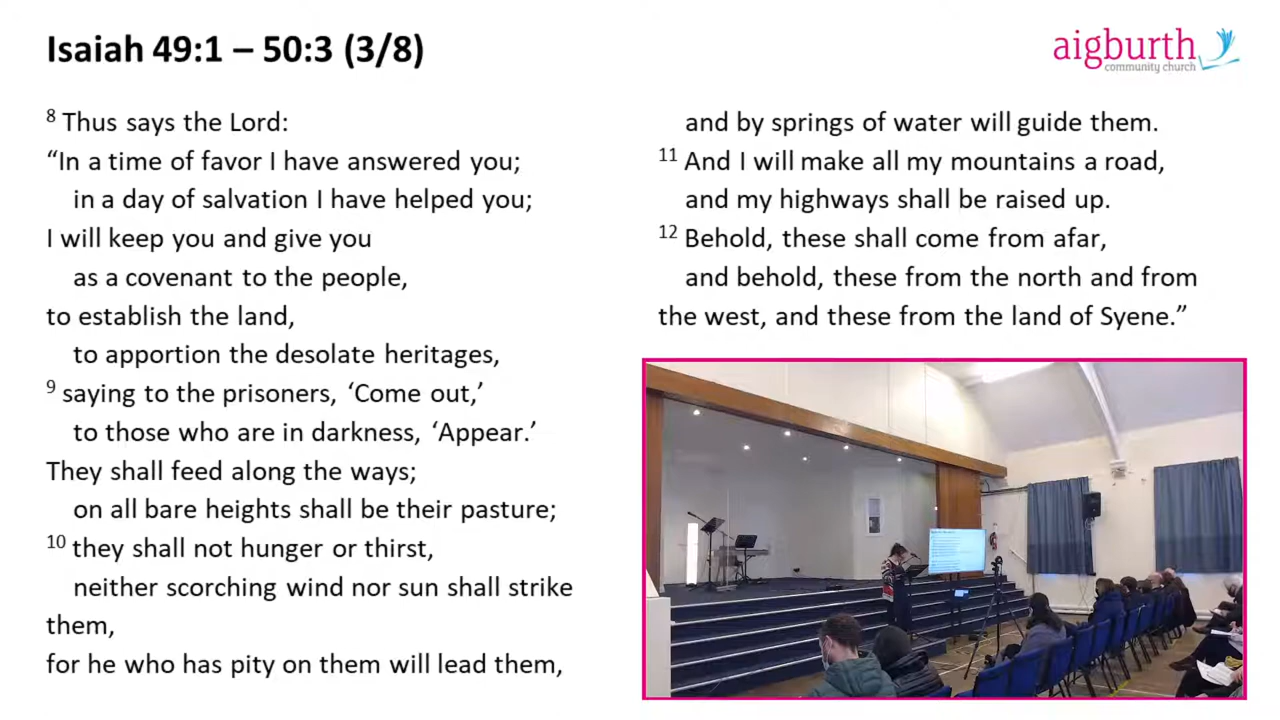 Isaiah 49:1 – 50:3 (3/8)
aigburth
community church
8 Thus says the Lord:
“In a time of favor I have answered you;
in a day of salvation I have helped you;
I will keep you and give you
as a covenant to the people,
to establish the land,
to apportion the desolate heritages,
9 saying to the prisoners, ‘Come out,’
to those who are in darkness, ‘Appear.’
They shall feed along the ways;
on all bare heights shall be their pasture;
10 they shall not hunger or thirst,
neither scorching wind nor sun shall strike
them,
for he who has pity on them will lead them,
and by springs of water will guide them.
11 And I will make all my mountains a road,
and my highways shall be raised up.
12 Behold, these shall come from afar,
and behold, these from the north and from
the west, and these from the land of Syene.”